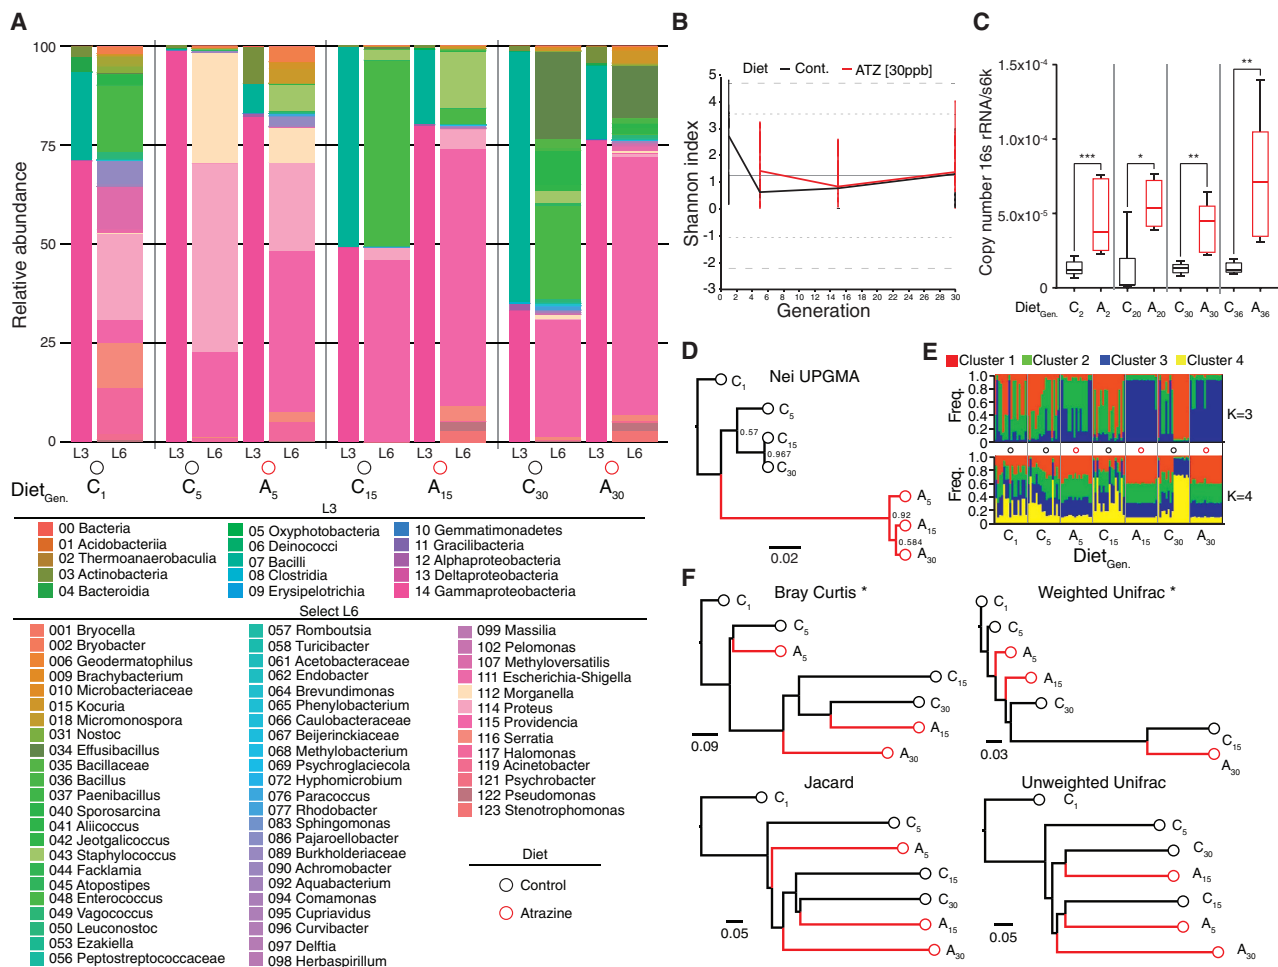 A
100
75
50
25
0
Relative abundance
L3 L6 L3 L6 L3 L6 L3 L6 L3 L6 L3 L6 L3 L6
Diet Gen. C1 C5 A5 C15 A15 C30 A30
L3
00 Bacteria
01 Acidobacteriia
02 Thermoanaerobaculia
03 Actinobacteria
04 Bacteroidia
05 Oxyphotobacteria
06 Deinococci
07 Bacilli
08 Clostridia
09 Erysipelotrichia
10 Gemmatimonadetes
11 Gracilibacteria
12 Alphaproteobacteria
13 Deltaproteobacteria
14 Gammaproteobacteria
Select L6
001 Bryocella
002 Bryobacter
006 Geodermatophilus
009 Brachybacterium
010 Microbacteriaceae
015 Kocuria
018 Micromonospora
031 Nostoc
034 Effusibacillus
035 Bacillaceae
036 Bacillus
037 Paenibacillus
040 Sporosarcina
041 Aliicoccus
042 Jeotgalicoccus
043 Staphylococcus
044 Facklamia
045 Atopostipes
048 Enterococcus
049 Vagococcus
050 Leuconostoc
053 Ezakiella
056 Peptostreptococcaceae
057 Romboutsia
058 Turicibacter
061 Acetobacteraceae
062 Endobacter
064 Brevundimonas
065 Phenylobacterium
066 Caulobacteraceae
067 Beijerinckiaceae
068 Methylobacterium
069 Psychroglaciecola
072 Hyphomicrobium
076 Paracoccus
077 Rhodobacter
083 Sphingomonas
086 Pajaroellobacter
089 Burkholderiaceae
090 Achromobacter
092 Aquabacterium
094 Comamonas
095 Cupriavidus
096 Curvibacter
097 Delftia
098 Herbaspirillum
099 Massilia
102 Pelomonas
107 Methyloversatilis
111 Escherichia-Shigella
112 Morganella
114 Proteus
115 Providencia
116 Serratia
117 Halomonas
119 Acinetobacter
121 Psychrobacter
122 Pseudomonas
123 Stenotrophomonas
Diet
Control
Atrazine
B
Diet Cont. ATZ [30ppb]
Shannon index
5
4
3
2
1
0
-1
-2
-3
0 2 4 6 8 10 12 14 16 18 20 22 24 26 28 30
Generation
C
Copy number 16s rRNA/s6k
1.5x10-4
1.0x10-4
5.0x10-5
0
*** * ** **
Diet Gen. C2 A2 C20 A20 C30 A30 C36 A36
D
Nei UPGMA
C1
C5
0.57
C15
0.967
C30
A5
0.92
A15
0.584
A30
0.02
E
Cluster 1 Cluster 2 Cluster 3 Cluster 4
Freq.
1.0
0.8
0.6
0.4
0.2
0
K=3
Freq.
1.0
0.8
0.6
0.4
0.2
0
K=4
C1 C5 A5 C15 A15 C30 A30
Diet Gen.
F
Bray Curtis *
C1
C5
A5
C15
C30
A15
A30
0.09
Weighted Unifrac *
C1
C5
A5
A15
C30
C15
A30
0.03
Jacard
C1
C5
A5
C15
C30
A15
A30
0.05
Unweighted Unifrac
C1
C5
C30
A15
C15
A5
A30
0.05